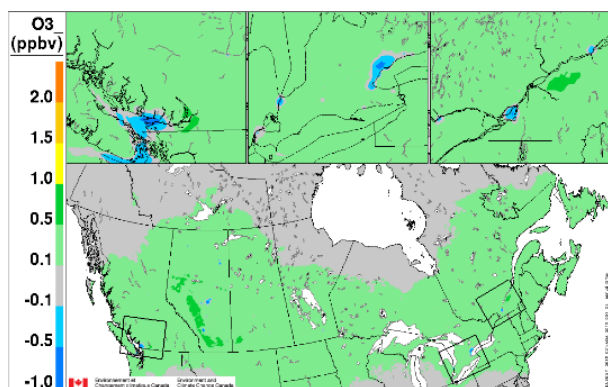 O3
(ppbv)
2.0
1.5
1.0
0.5
0.1
-0.1
-0.5
-1.0
Environnement et
Changement climatique Canada
Environment and
Climate Change Canada